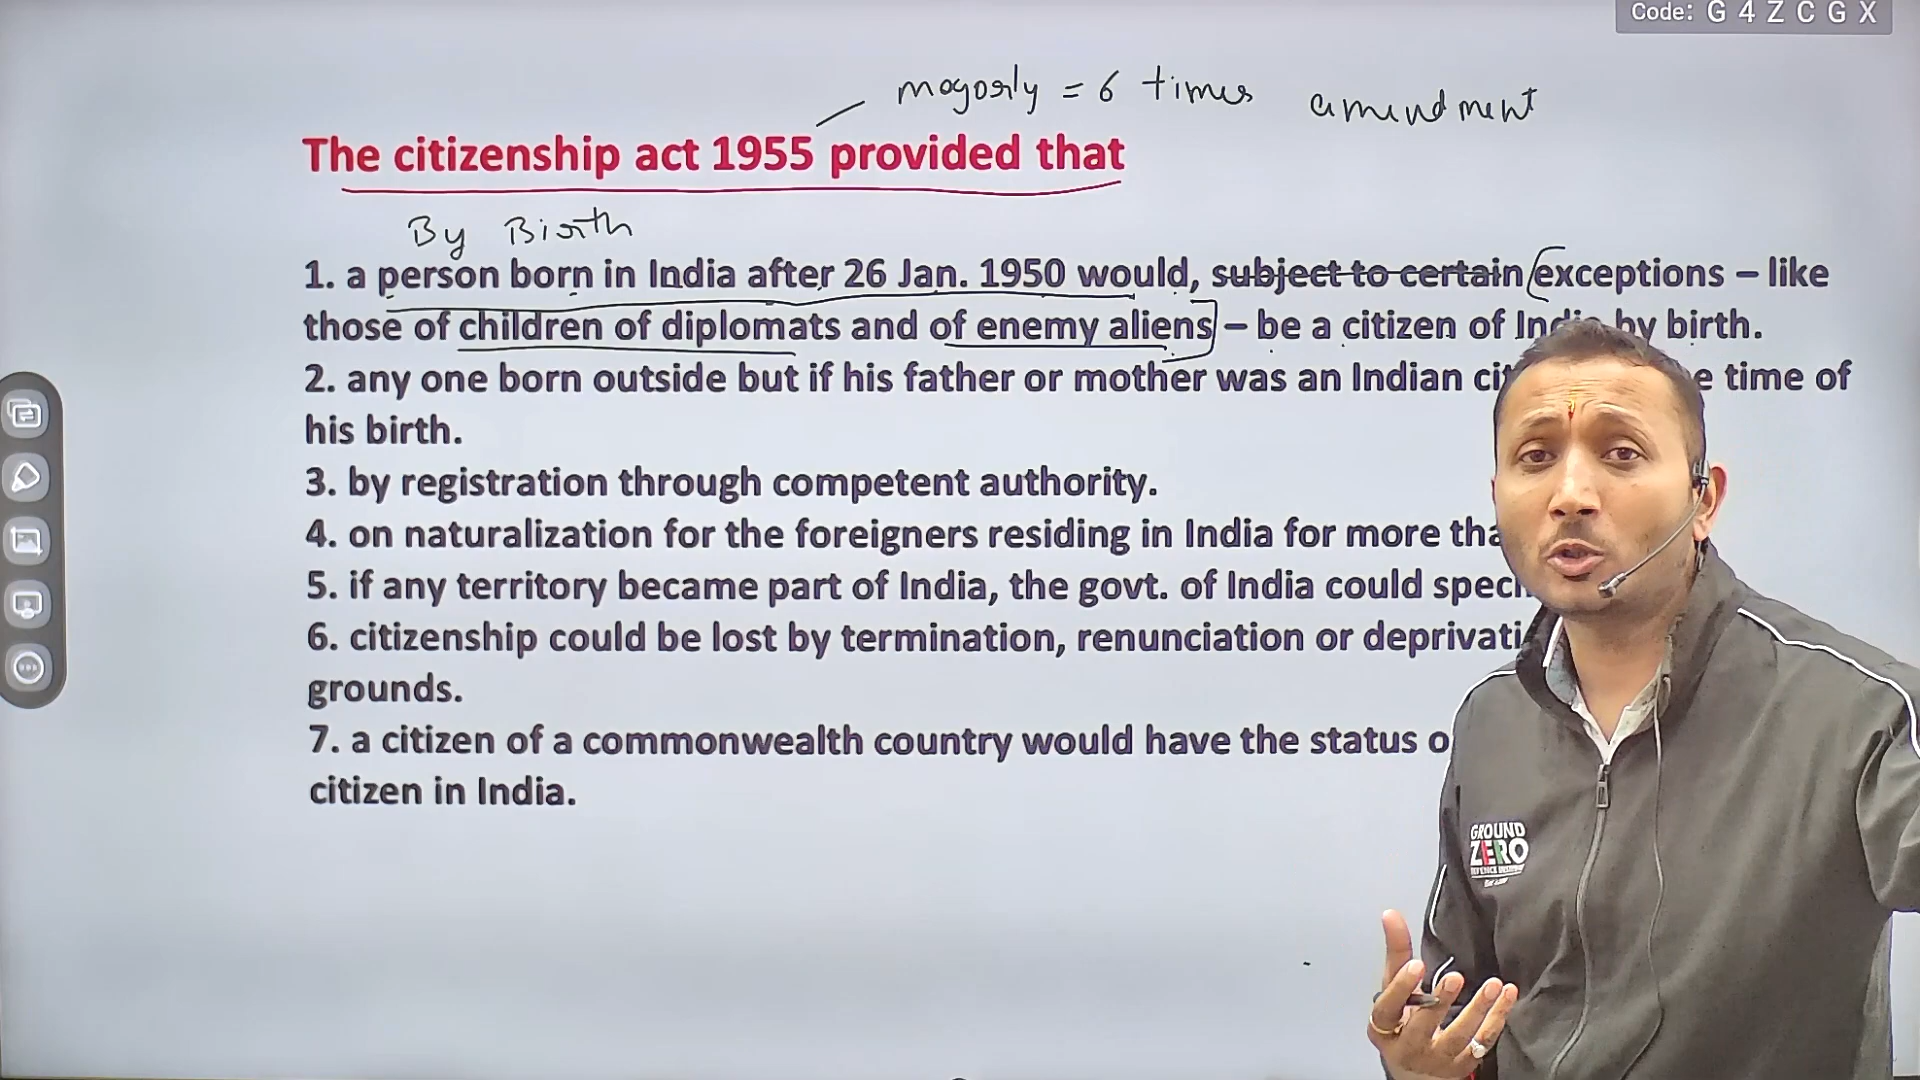 Code: G 4 Z C G X
mogorly = 6 times amendment
The citizenship act 1955 provided that
By Birth
1. a person born in India after 26 Jan. 1950 would, subject to certain exceptions – like
those of children of diplomats and of enemy aliens – be a citizen of India by birth.
2. any one born outside but if his father or mother was an Indian time of
his birth.
3. by registration through competent authority.
4. on naturalization for the foreigners residing in India for more
5. if any territory became part of India, the govt. of India could
6. citizenship could be lost by termination, renunciation or
grounds.
7. a citizen of a commonwealth country would have the status
citizen in India.
GROUND
ZERO